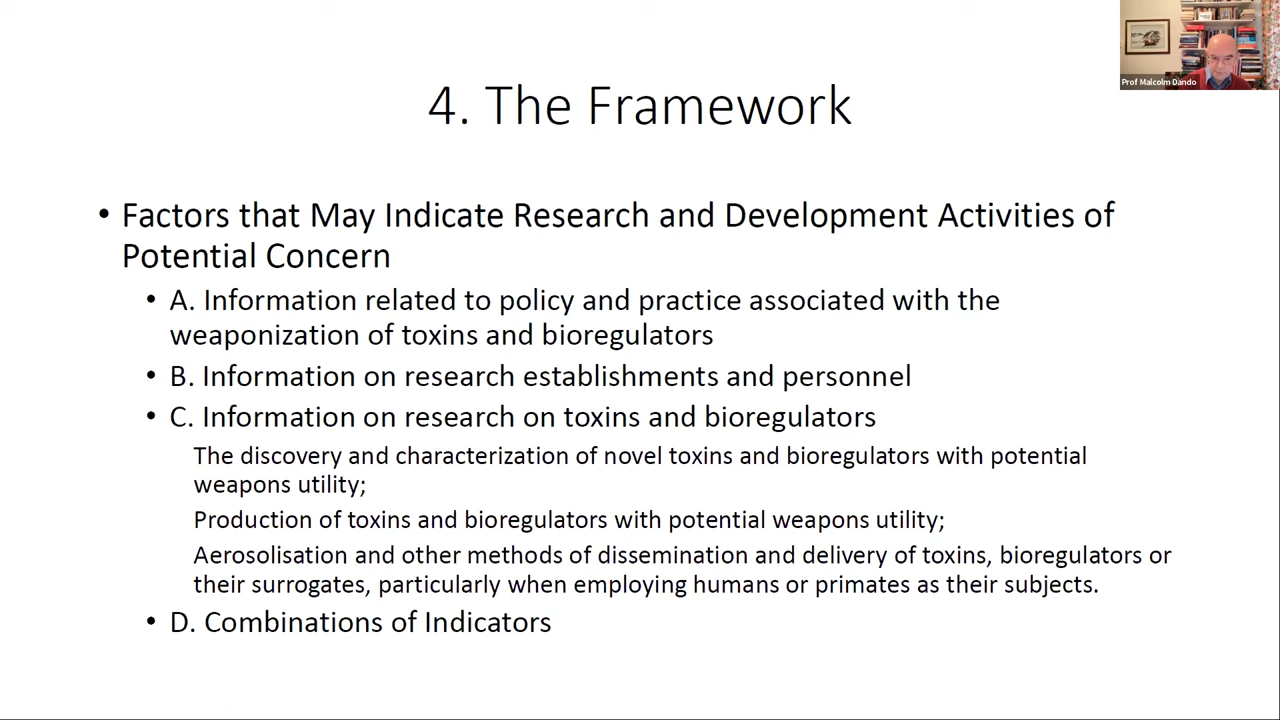 Prof Malcolm Dando
4. The Framework
• Factors that May Indicate Research and Development Activities of
Potential Concern
• A. Information related to policy and practice associated with the
weaponization of toxins and bioregulators
• B. Information on research establishments and personnel
• C. Information on research on toxins and bioregulators
The discovery and characterization of novel toxins and bioregulators with potential
weapons utility;
Production of toxins and bioregulators with potential weapons utility;
Aerosolisation and other methods of dissemination and delivery of toxins, bioregulators or
their surrogates, particularly when employing humans or primates as their subjects.
• D. Combinations of Indicators